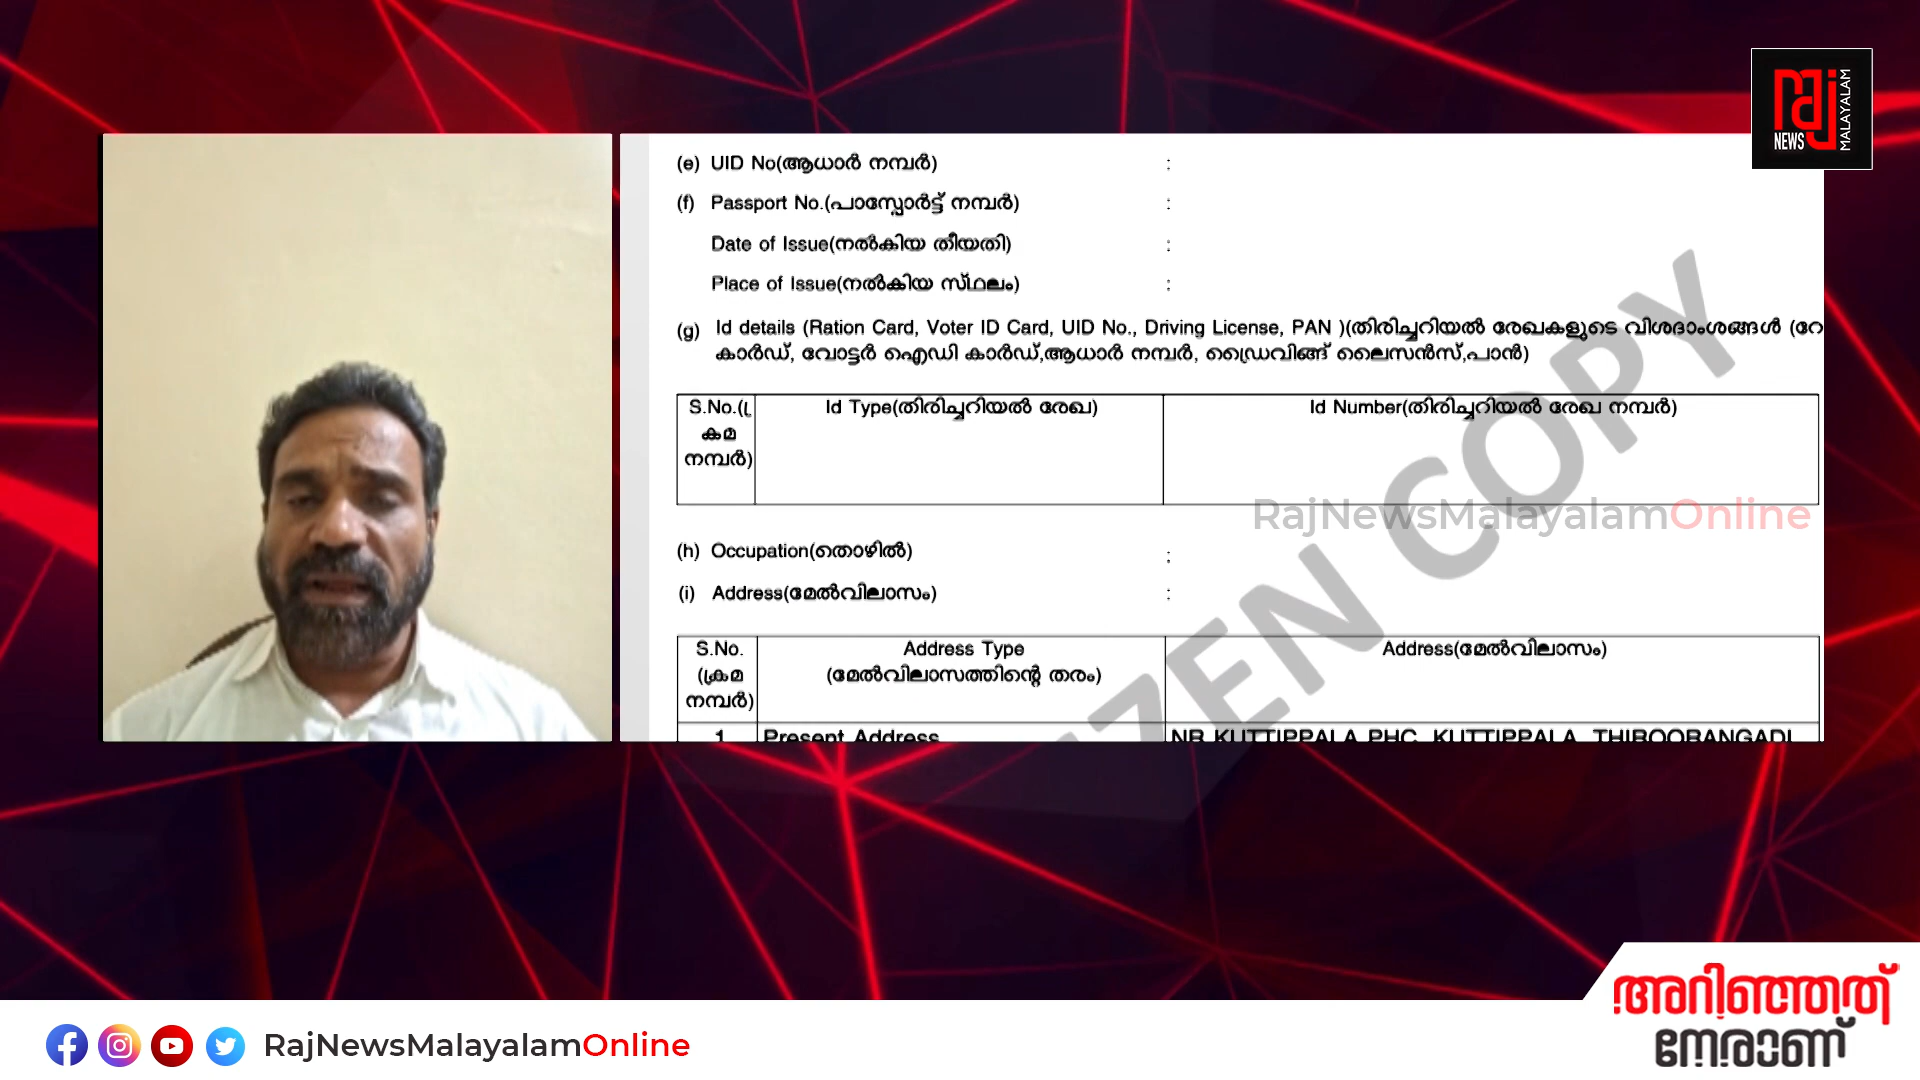 NEWS
MALAYALAM
(e) UID No(ആധാർ നമ്പർ) :
(f) Passport No.(പാസ്പോർട്ട് നമ്പർ) :
Date of Issue(നൽകിയ തീയതി) :
Place of Issue(നൽകിയ സ്ഥലം) :
(g) Id details (Ration Card, Voter ID Card, UID No., Driving License, PAN )(തിരിച്ചറിയൽ രേഖകളുടെ വിശദാംശങ്ങൾ (റേ
കാർഡ്, വോട്ടർ ഐഡി കാർഡ്,ആധാർ നമ്പർ, ഡ്രൈവിങ്ങ് ലൈസൻസ്,പാൻ)
S.No.(ക്രമ നമ്പർ) Id Type(തിരിച്ചറിയൽ രേഖ) Id Number(തിരിച്ചറിയൽ രേഖ നമ്പർ)
RajNewsMalayalamOnline
ZEN COPY
(h) Occupation(തൊഴിൽ) :
(i) Address(മേൽവിലാസം) :
S.No. Address Type Address(മേൽവിലാസം)
(ക്രമ (മേൽവിലാസത്തിന്റെ തരം)
നമ്പർ)
1 Present Address NR KUTTIPPALA PHC, KUTTIPPALA, THIROORANGADI
അറിഞ്ഞത്
നേരാണ്
RajNewsMalayalamOnline